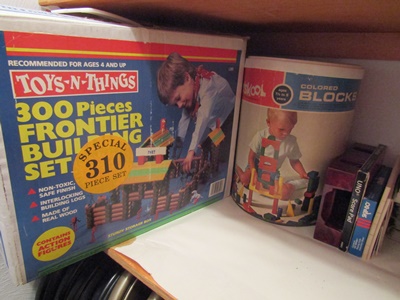 RECOMMENDED FOR AGES 4 AND UP
TOYS-N-THINGS
300 Pieces
FRONTIER
BUILDING
SET
SPECIAL
310
PIECE SET
NON-TOXIC
SAFE FINISH
INTERLOCKING
BUILDING LOGS
MADE OF
REAL WOOD
CONTAINS
ACTION
FIGURES
COLORED
BLOCKS